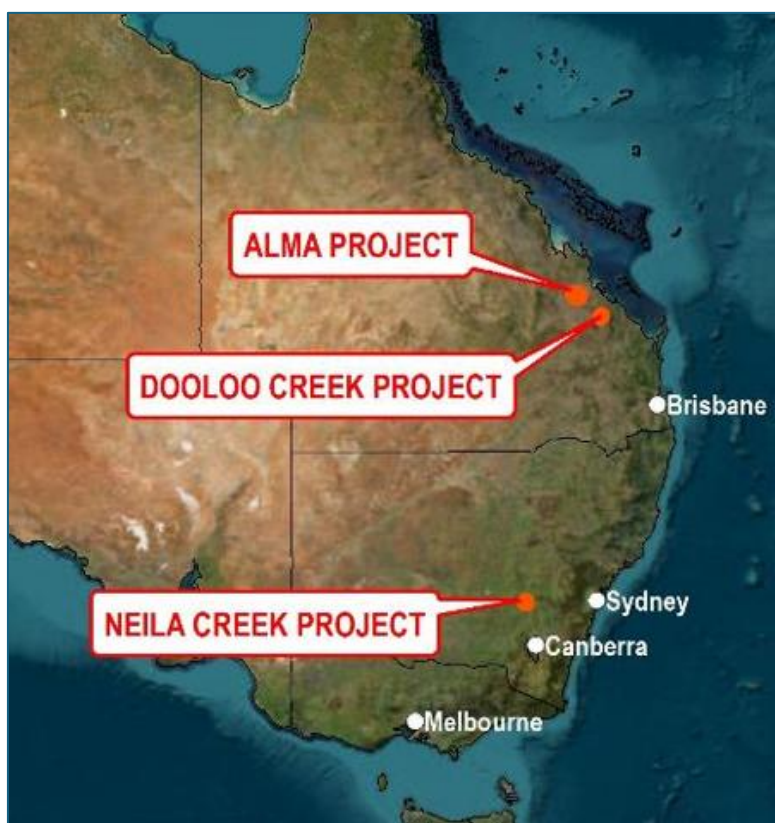 ALMA PROJECT
DOOLOO CREEK PROJECT
Brisbane
NEILA CREEK PROJECT
Sydney
Canberra
Melbourne